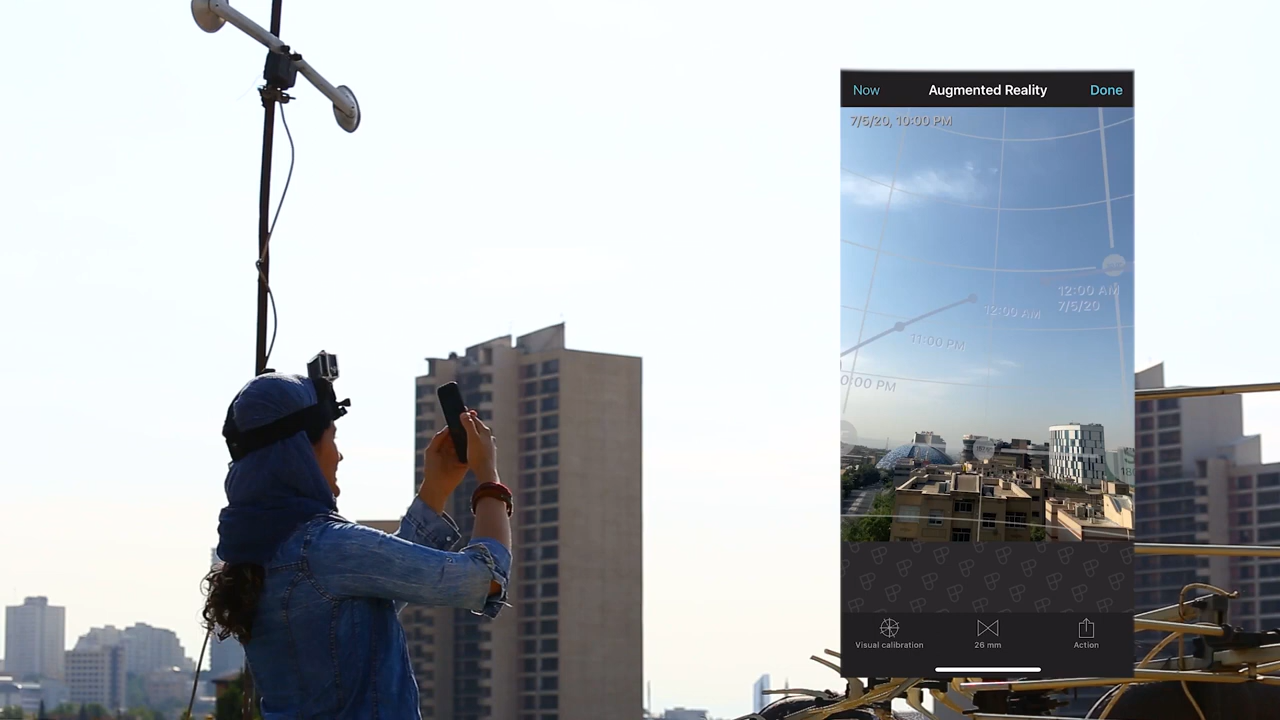 Now
Augmented Reality
Done
7/5/20, 10:00 PM
12:00 AM
7/5/20
12:00 AM
11:00 PM
0:00 PM
Visual calibration
26 mm
Action